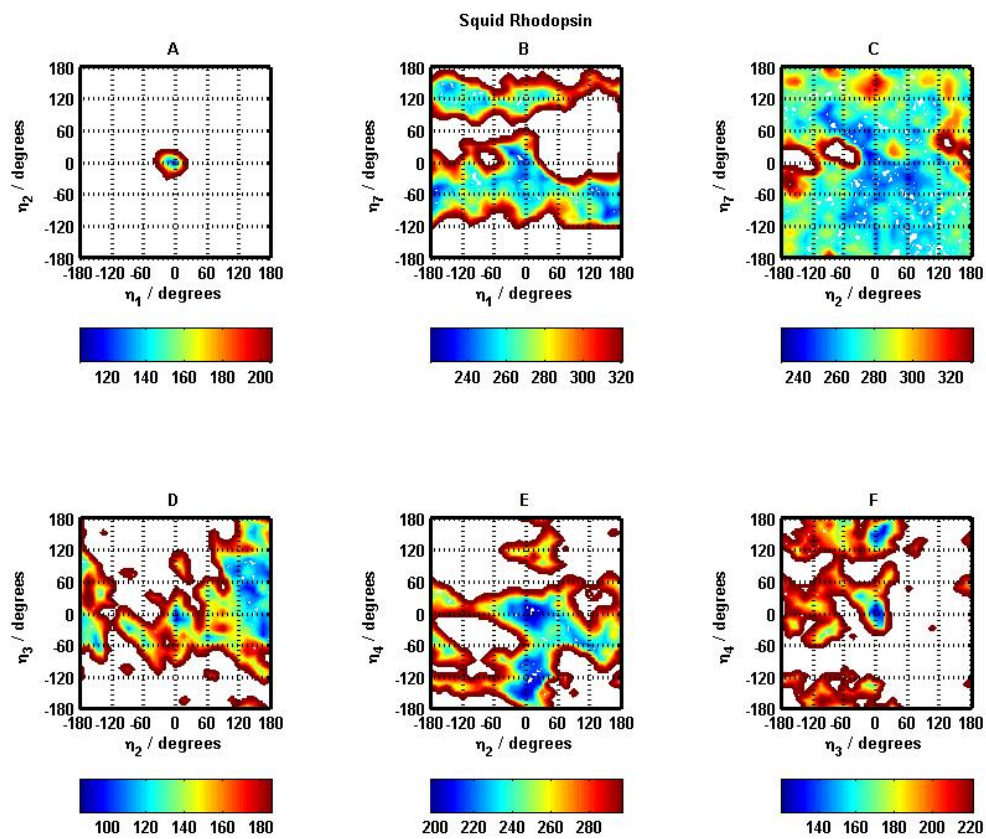 Squid Rhodopsin
A
B
C
180
120
60
0
-60
-120
-180
η2 / degrees
-180 -120 -60 0 60 120 180
η1 / degrees
180
120
60
0
-60
-120
-180
η7 / degrees
-180 -120 -60 0 60 120 180
η1 / degrees
180
120
60
0
-60
-120
-180
η7 / degrees
-180 -120 -60 0 60 120 180
η2 / degrees
120 140 160 180 200
240 260 280 300 320
240 260 280 300 320
D
E
F
180
120
60
0
-60
-120
-180
η3 / degrees
-180 -120 -60 0 60 120 180
η2 / degrees
180
120
60
0
-60
-120
-180
η4 / degrees
-180 -120 -60 0 60 120 180
η2 / degrees
180
120
60
0
-60
-120
-180
η4 / degrees
-180 -120 -60 0 60 120 180
η3 / degrees
100 120 140 160 180
200 220 240 260 280
140 160 180 200 220